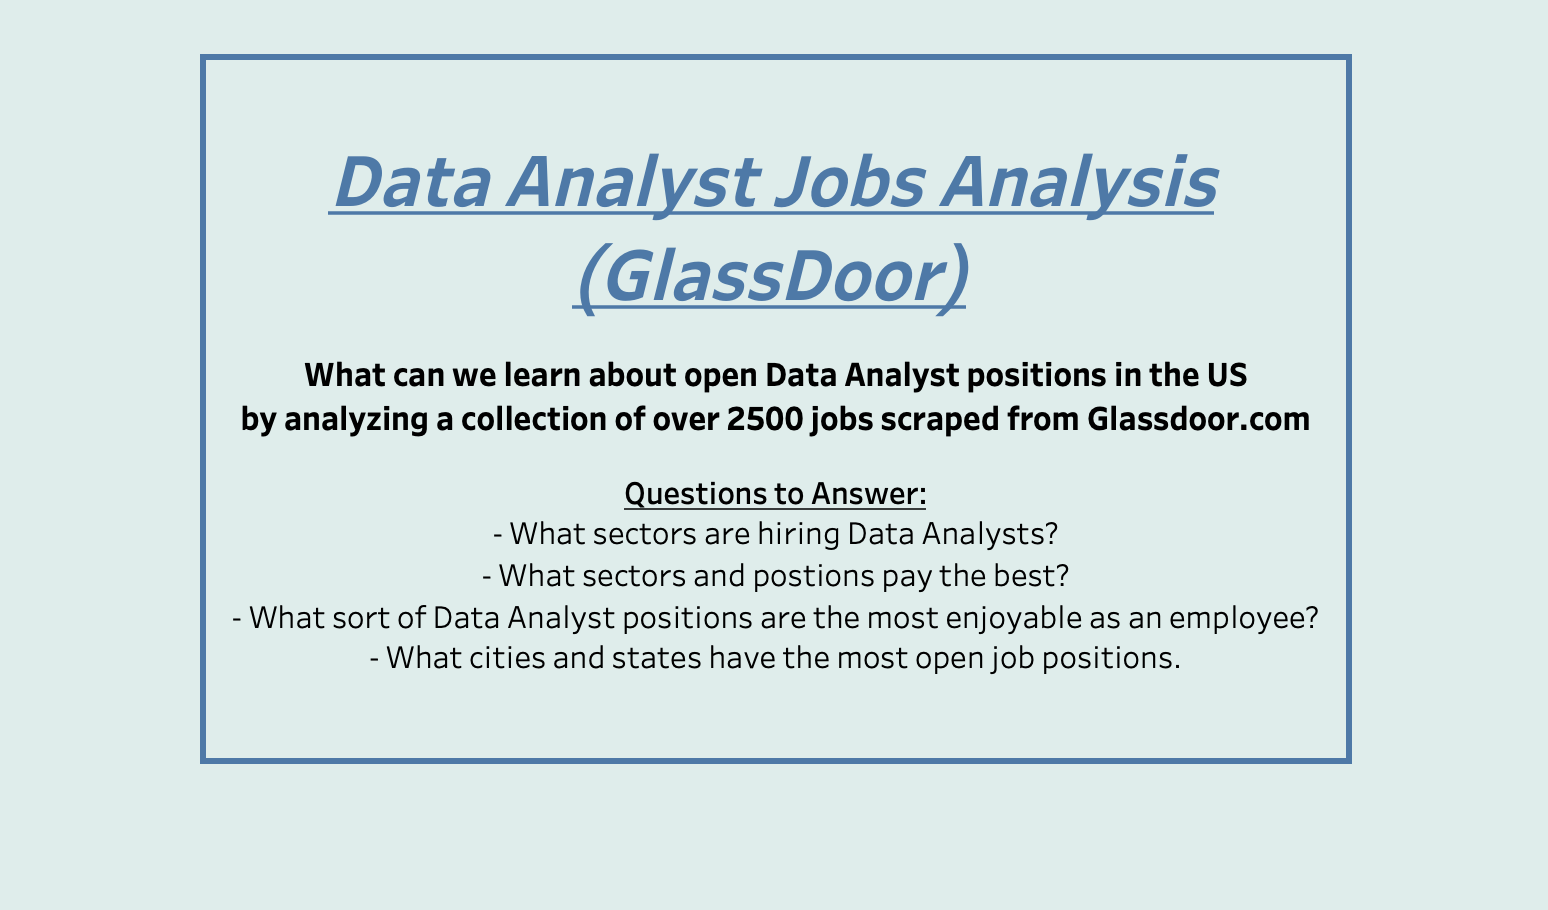 Data Analyst Jobs Analysis
(GlassDoor)
What can we learn about open Data Analyst positions in the US
by analyzing a collection of over 2500 jobs scraped from Glassdoor.com
Questions to Answer:
- What sectors are hiring Data Analysts?
- What sectors and postions pay the best?
- What sort of Data Analyst positions are the most enjoyable as an employee?
- What cities and states have the most open job positions.